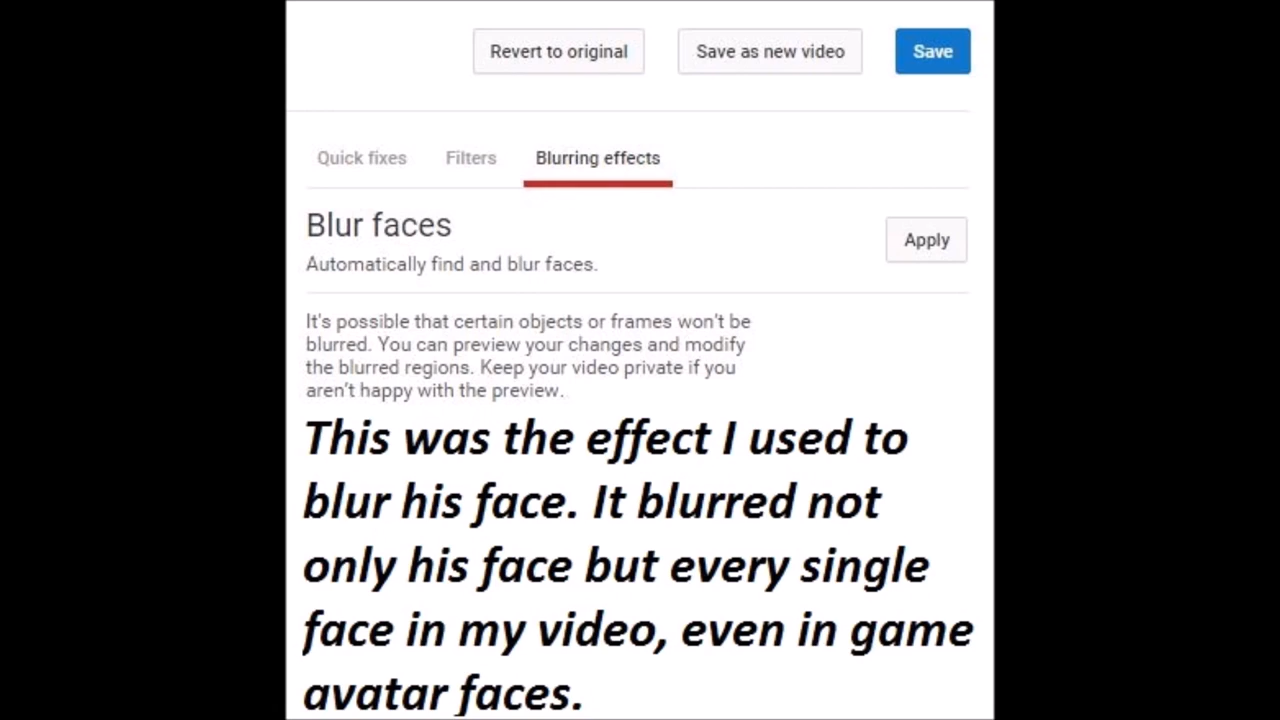 Revert to original Save as new video Save
Quick fixes Filters Blurring effects
Blur faces
Apply
Automatically find and blur faces.
It's possible that certain objects or frames won't be
blurred. You can preview your changes and modify
the blurred regions. Keep your video private if you
aren't happy with the preview.
This was the effect I used to
blur his face. It blurred not
only his face but every single
face in my video, even in game
avatar faces.